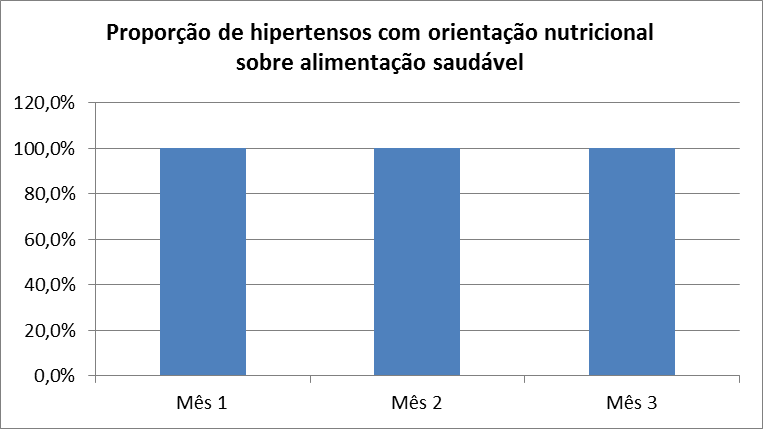 Proporção de hipertensos com orientação nutricional
sobre alimentação saudável
120,0%
100,0%
80,0%
60,0%
40,0%
20,0%
0,0%
Mês 1
Mês 2
Mês 3